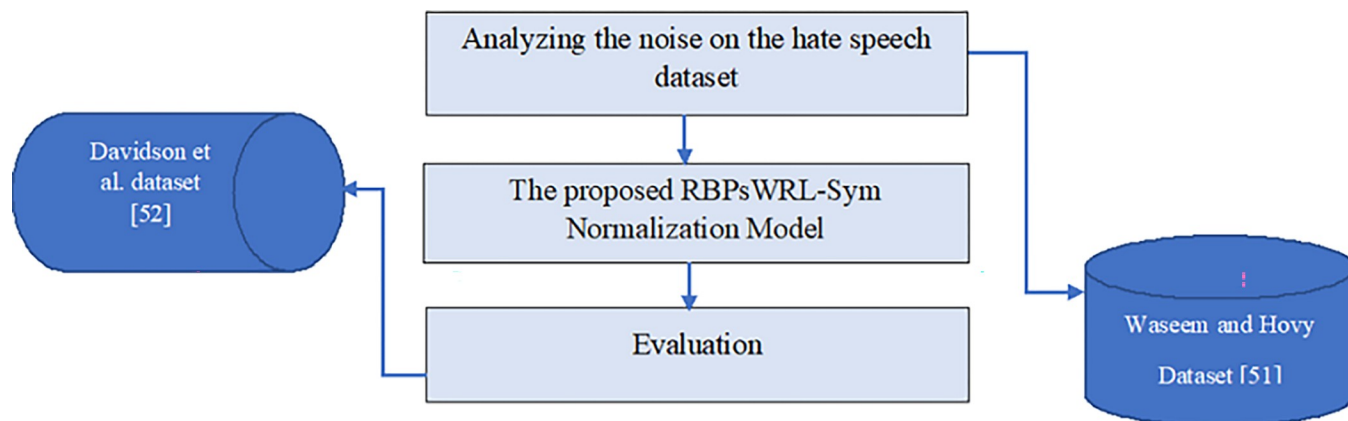 Analyzing the noise on the hate speech
dataset
Davidson et
al. dataset
[52]
The proposed RBPsWRL-Sym
Normalization Model
Waseem and Hovy
Dataset [51]
Evaluation